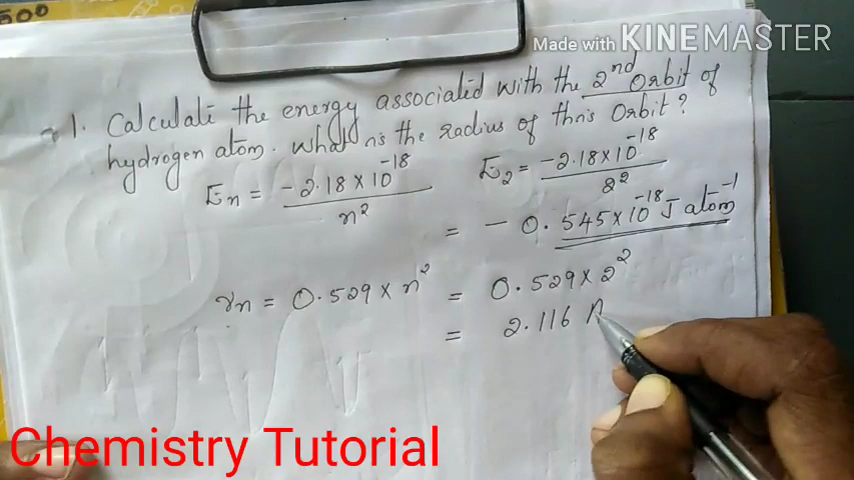 500
Made with KINEMASTER
1. Calculate the energy associated with the 2nd Orbit of
hydrogen atom. What is the radius of this Orbit?
En = -2.18 × 10^-18 / n^2    E2 = -2.18 × 10^-18 / 2^2
= - 0.545 × 10^-18 J atom^-1
rn = 0.529 × n^2 = 0.529 × 2^2
= 2.116 A
Chemistry Tutorial